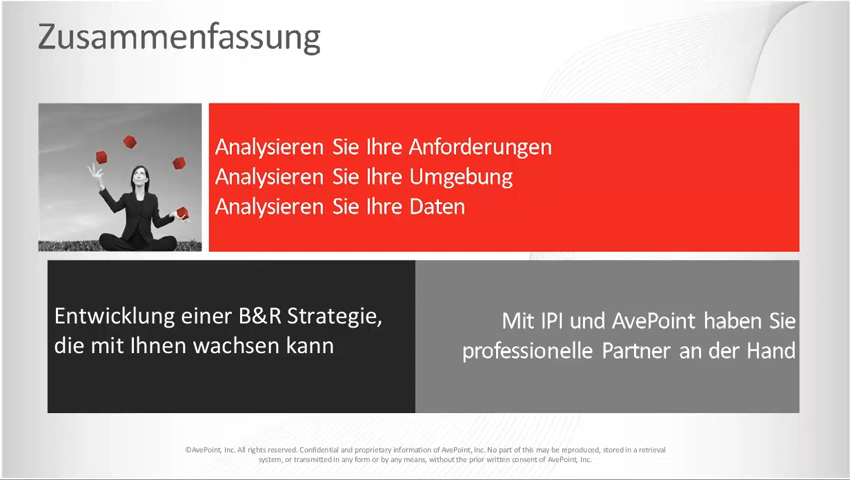 Zusammenfassung
Analysieren Sie Ihre Anforderungen
Analysieren Sie Ihre Umgebung
Analysieren Sie Ihre Daten
Entwicklung einer B&R Strategie,
die mit Ihnen wachsen kann
Mit IPI und AvePoint haben Sie
professionelle Partner an der Hand
©AvePoint, Inc. All rights reserved. Confidential and proprietary information of AvePoint, Inc. No part of this may be reproduced, stored in a retrieval
system, or transmitted in any form or by any means, without the prior written consent of AvePoint, Inc.